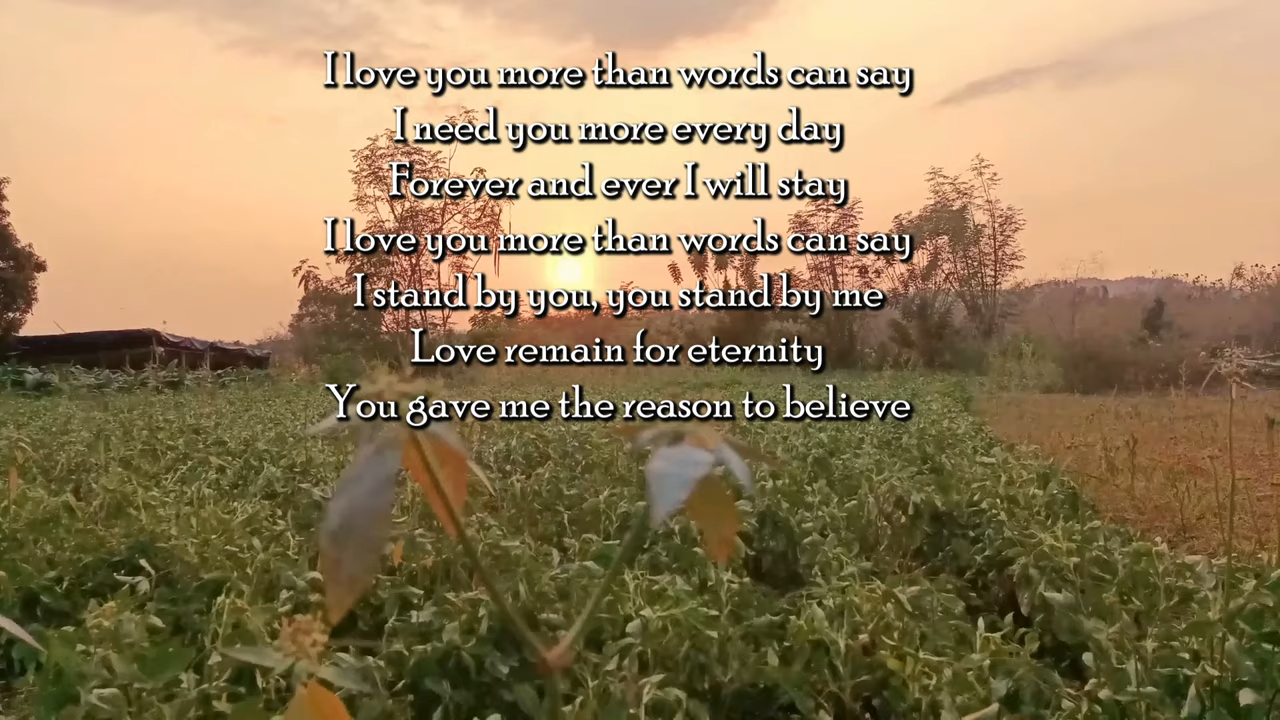 I love you more than words can say
I need you more every day
Forever and ever I will stay
I love you more than words can say
I stand by you, you stand by me
Love remain for eternity
You gave me the reason to believe